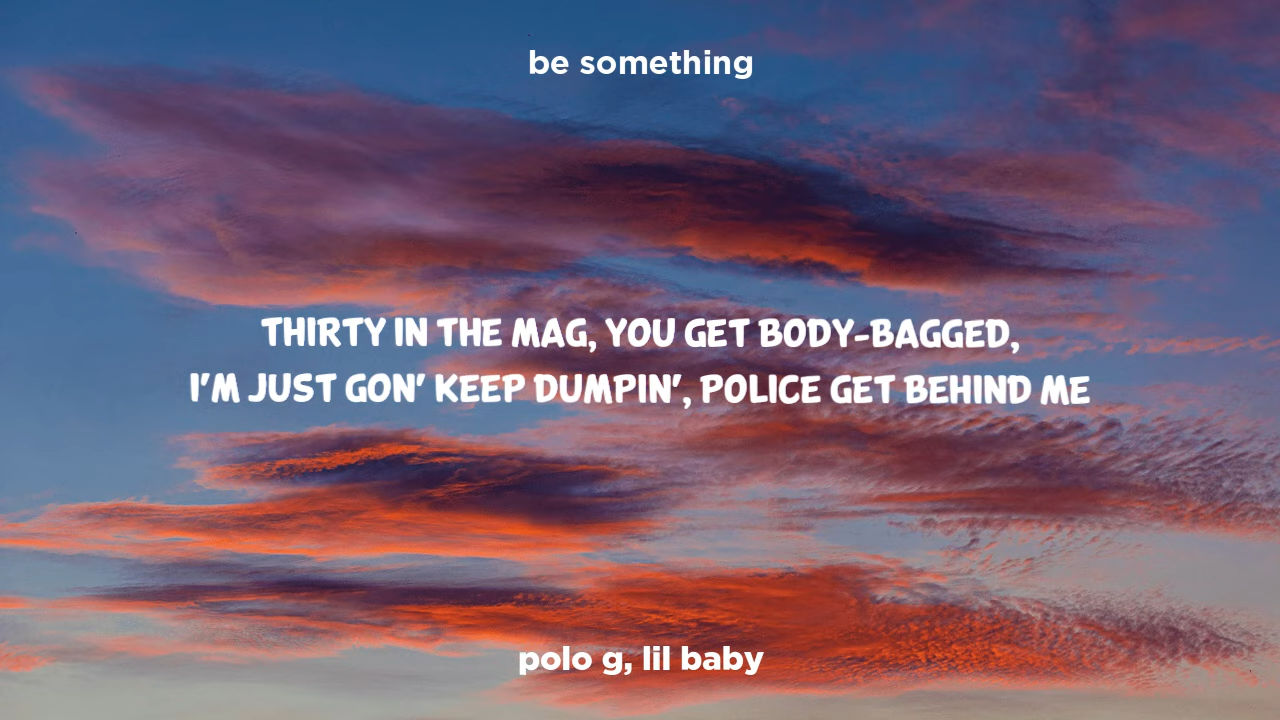 be something
THIRTY IN THE MAG, YOU GET BODY-BAGGED,
I'M JUST GON' KEEP DUMPIN', POLICE GET BEHIND ME
polo g, lil baby